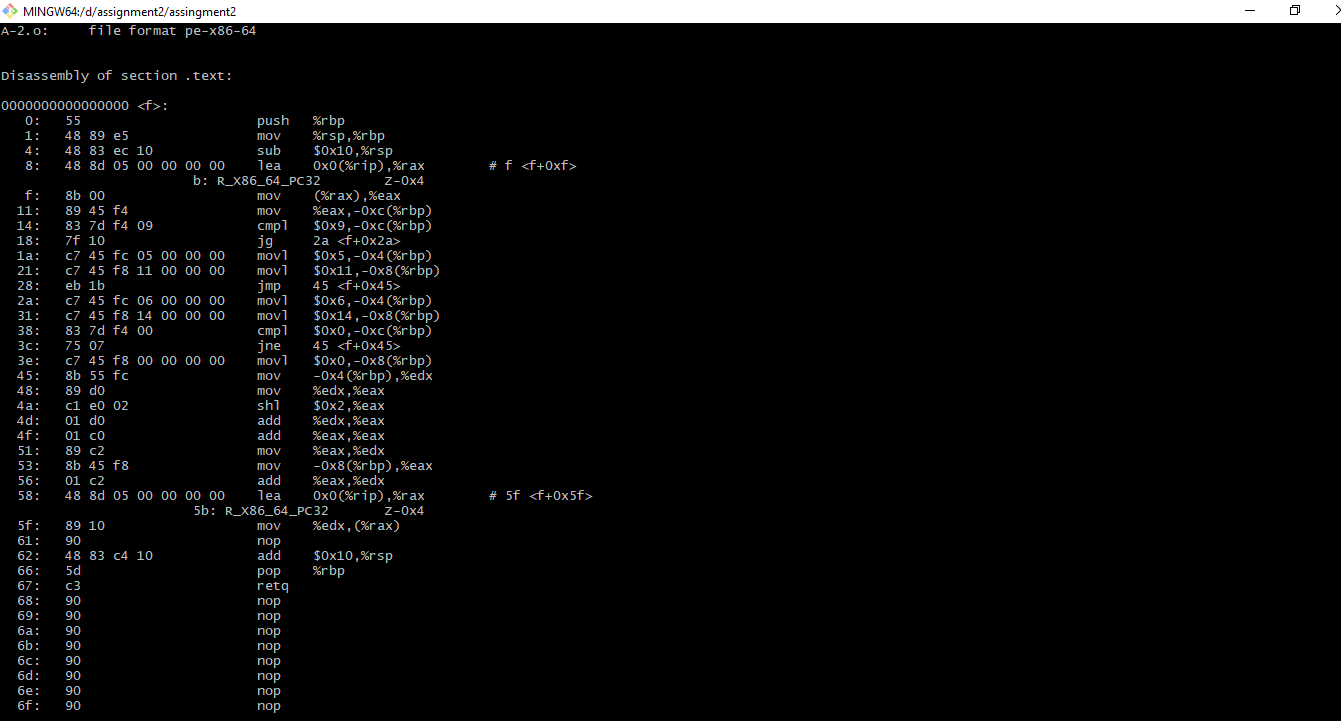 MINGW64:/d/assignment2/assingment2
A-2.o:     file format pe-x86-64
Disassembly of section .text:
0000000000000000 <f>:
   0:   55                      push   %rbp
   1:   48 89 e5                mov    %rsp,%rbp
   4:   48 83 ec 10             sub    $0x10,%rsp
   8:   48 8d 05 00 00 00 00    lea    0x0(%rip),%rax        # f <f+0xf>
                        b: R_X86_64_PC32        Z-0x4
   f:   8b 00                   mov    (%rax),%eax
  11:   89 45 f4                mov    %eax,-0xc(%rbp)
  14:   83 7d f4 09             cmpl   $0x9,-0xc(%rbp)
  18:   7f 10                   jg     2a <f+0x2a>
  1a:   c7 45 fc 05 00 00 00    movl   $0x5,-0x4(%rbp)
  21:   c7 45 f8 11 00 00 00    movl   $0x11,-0x8(%rbp)
  28:   eb 1b                   jmp    45 <f+0x45>
  2a:   c7 45 fc 06 00 00 00    movl   $0x6,-0x4(%rbp)
  31:   c7 45 f8 14 00 00 00    movl   $0x14,-0x8(%rbp)
  38:   83 7d f4 00             cmpl   $0x0,-0xc(%rbp)
  3c:   75 07                   jne    45 <f+0x45>
  3e:   c7 45 f8 00 00 00 00    movl   $0x0,-0x8(%rbp)
  45:   8b 55 fc                mov    -0x4(%rbp),%edx
  48:   89 d0                   mov    %edx,%eax
  4a:   c1 e0 02                shl    $0x2,%eax
  4d:   01 d0                   add    %edx,%eax
  4f:   01 c0                   add    %eax,%eax
  51:   89 c2                   mov    %eax,%edx
  53:   8b 45 f8                mov    -0x8(%rbp),%eax
  56:   01 c2                   add    %eax,%edx
  58:   48 8d 05 00 00 00 00    lea    0x0(%rip),%rax        # 5f <f+0x5f>
                        5b: R_X86_64_PC32       Z-0x4
  5f:   89 10                   mov    %edx,(%rax)
  61:   90                      nop
  62:   48 83 c4 10             add    $0x10,%rsp
  66:   5d                      pop    %rbp
  67:   c3                      retq
  68:   90                      nop
  69:   90                      nop
  6a:   90                      nop
  6b:   90                      nop
  6c:   90                      nop
  6d:   90                      nop
  6e:   90                      nop
  6f:   90                      nop